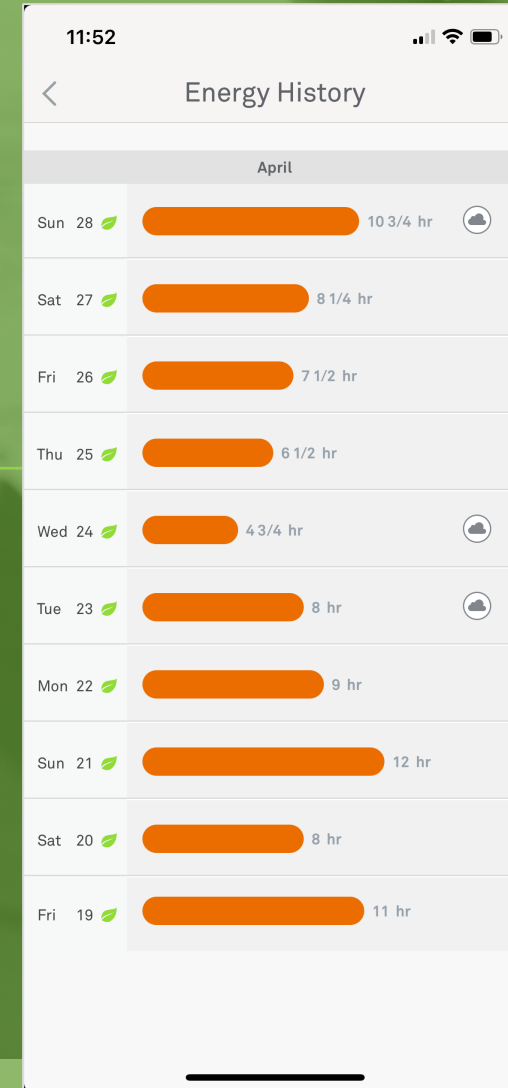 11:52
Energy History
April
Sun 28 10 3/4 hr
Sat 27 8 1/4 hr
Fri 26 7 1/2 hr
Thu 25 6 1/2 hr
Wed 24 4 3/4 hr
Tue 23 8 hr
Mon 22 9 hr
Sun 21 12 hr
Sat 20 8 hr
Fri 19 11 hr